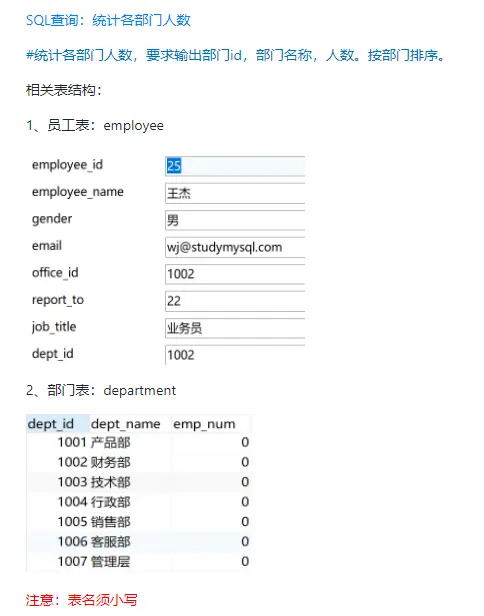 SQL查询：统计各部门人数
#统计各部门人数，要求输出部门id，部门名称，人数。按部门排序。
相关表结构：
1、员工表：employee
employee_id 25
employee_name 王杰
gender 男
email wj@studymysql.com
office_id 1002
report_to 22
job_title 业务员
dept_id 1002
2、部门表：department
dept_id dept_name emp_num
1001 产品部 0
1002 财务部 0
1003 技术部 0
1004 行政部 0
1005 销售部 0
1006 客服部 0
1007 管理层 0
注意：表名须小写